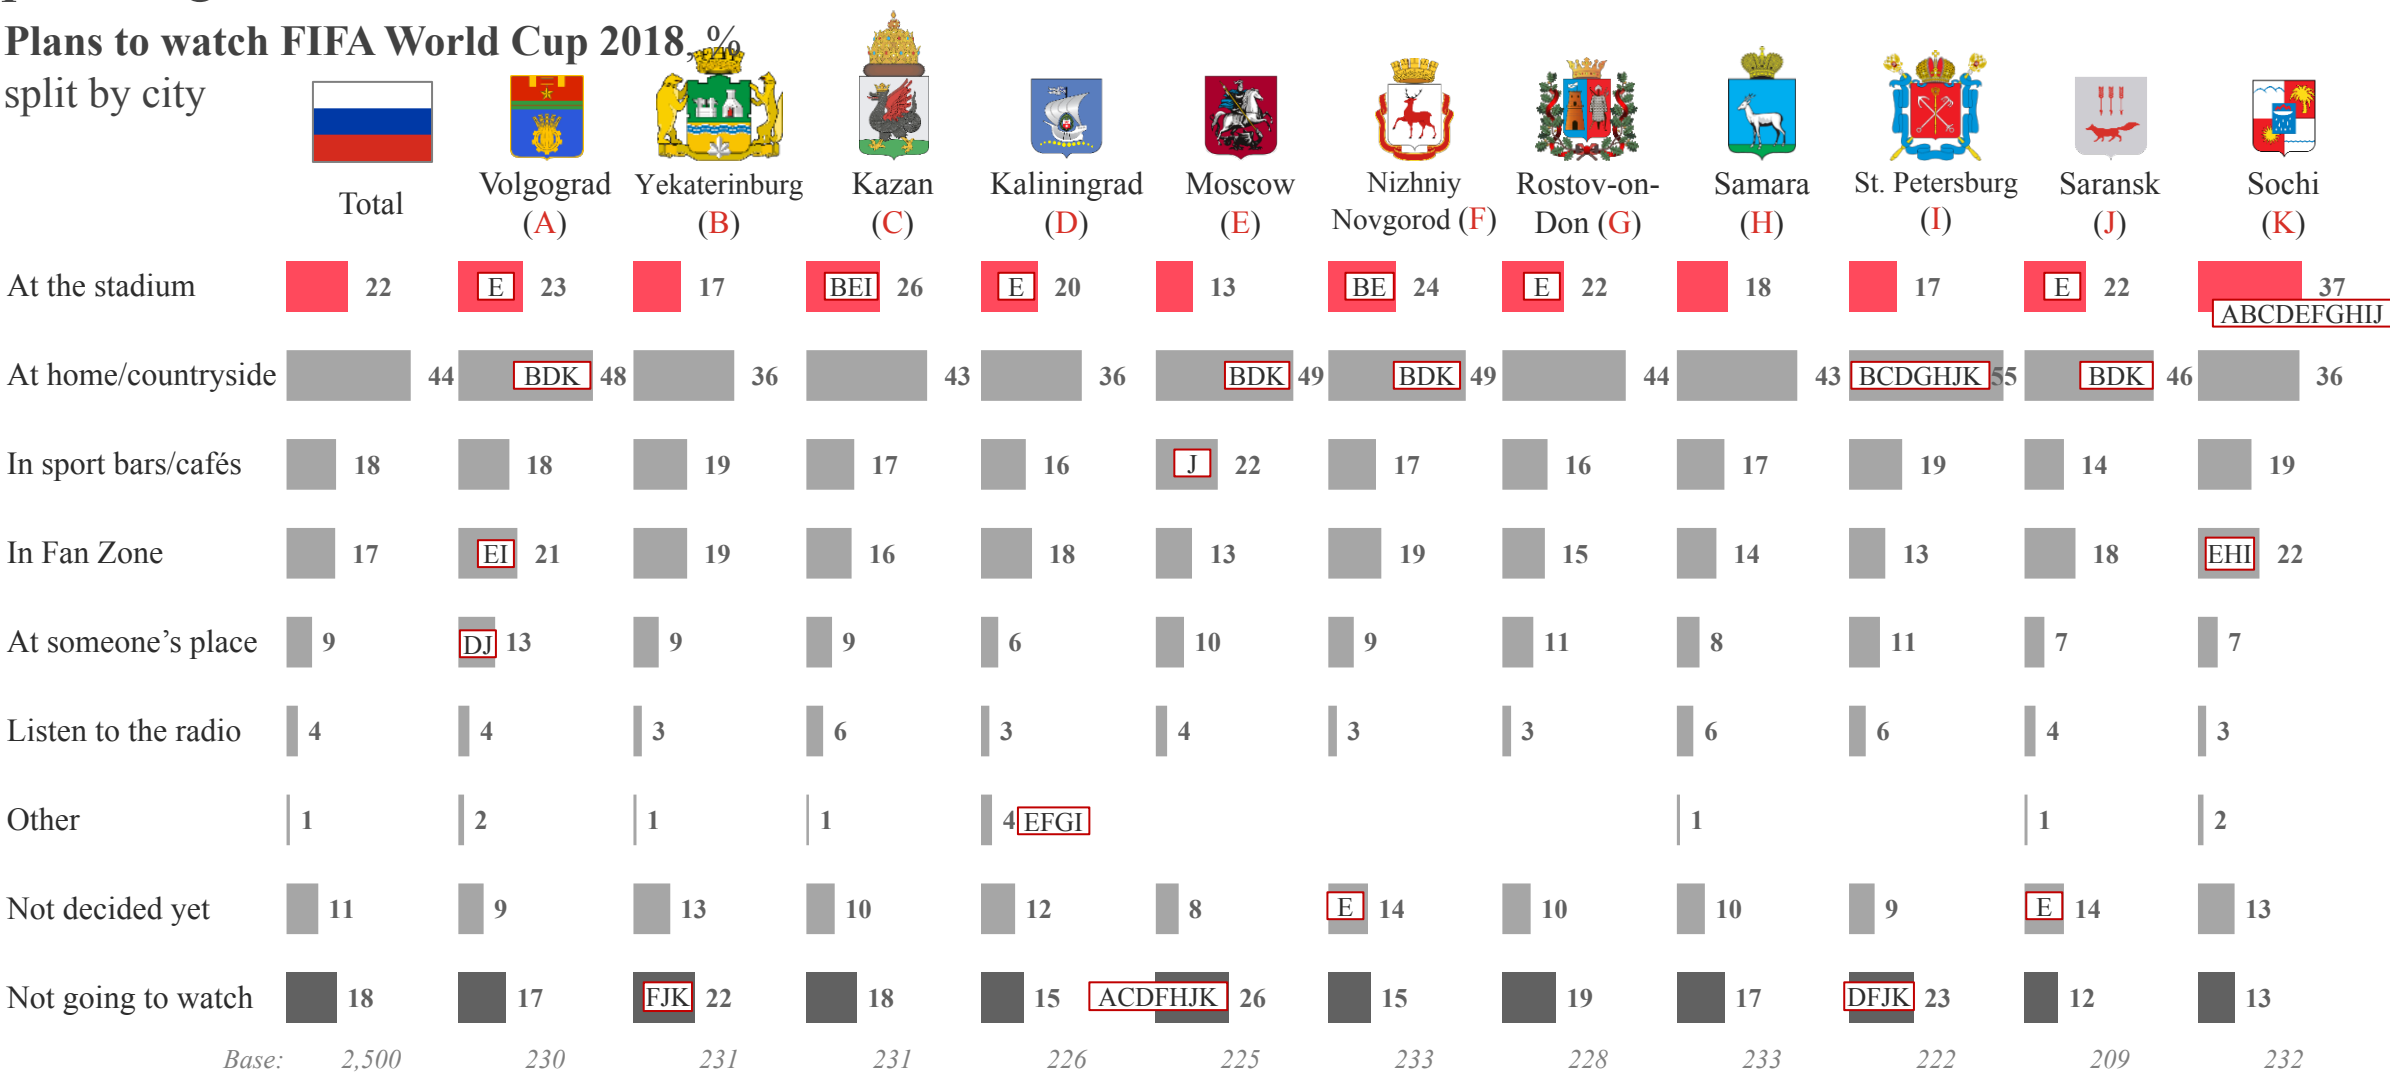 Plans to watch FIFA World Cup 2018, %
split by city
Total
Volgograd (A)
Yekaterinburg (B)
Kazan (C)
Kaliningrad (D)
Moscow (E)
Nizhniy Novgorod (F)
Rostov-on-Don (G)
Samara (H)
St. Petersburg (I)
Saransk (J)
Sochi (K)
At the stadium 22 E 23 17 BEI 26 E 20 13 BE 24 E 22 18 17 E 22 37 ABCDEFGHIJ
At home/countryside 44 BDK 48 36 43 36 BDK 49 BDK 49 44 43 BCDGHJK 55 BDK 46 36
In sport bars/cafés 18 18 19 17 16 J 22 17 16 17 19 14 19
In Fan Zone 17 EI 21 19 16 18 13 19 15 14 13 18 EHI 22
At someone’s place 9 DJ 13 9 9 6 10 9 11 8 11 7 7
Listen to the radio 4 4 3 6 3 4 3 3 6 6 4 3
Other 1 2 1 1 4 EFGI 1 1 2
Not decided yet 11 9 13 10 12 8 E 14 10 10 9 E 14 13
Not going to watch 18 17 FJK 22 18 15 ACDFHJK 26 15 19 17 DFJK 23 12 13
Base: 2,500 230 231 231 226 225 233 228 233 222 209 232